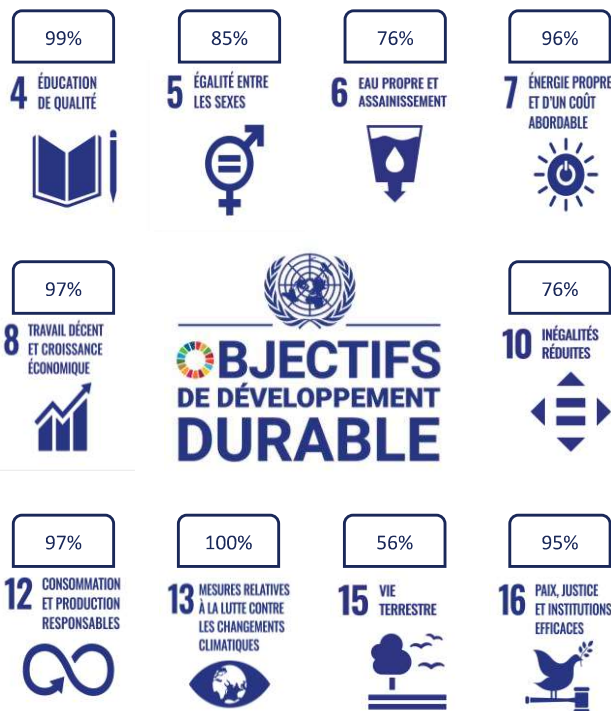 99%
4 ÉDUCATION
DE QUALITÉ
85%
5 ÉGALITÉ ENTRE
LES SEXES
76%
6 EAU PROPRE ET
ASSAINISSEMENT
96%
7 ÉNERGIE PROPRE
ET D'UN COÛT
ABORDABLE
97%
8 TRAVAIL DÉCENT
ET CROISSANCE
ÉCONOMIQUE
OBJECTIFS
DE DÉVELOPPEMENT
DURABLE
76%
10 INÉGALITÉS
RÉDUITES
97%
12 CONSOMMATION
ET PRODUCTION
RESPONSABLES
100%
13 MESURES RELATIVES
À LA LUTTE CONTRE
LES CHANGEMENTS
CLIMATIQUES
56%
15 VIE
TERRESTRE
95%
16 PAIX, JUSTICE
ET INSTITUTIONS
EFFICACES